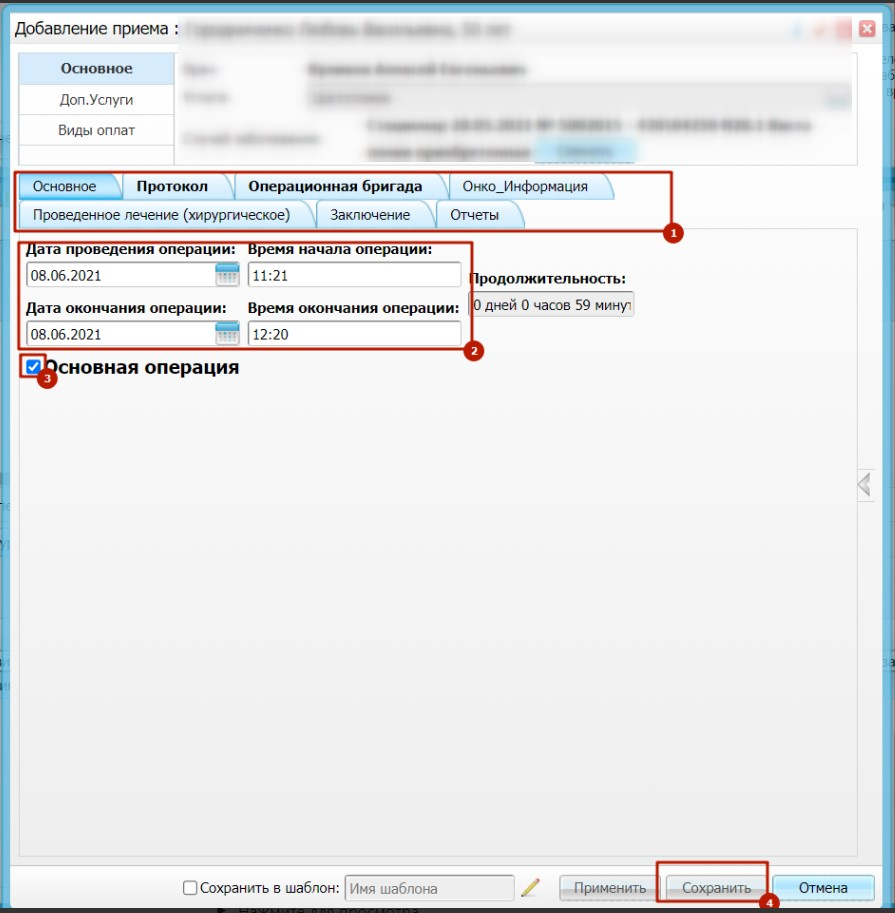 Добавление приема :
Основное
Доп.Услуги
Виды оплат
Основное Протокол Операционная бригада Онко_Информация
Проведенное лечение (хирургическое) Заключение Отчеты
1
Дата проведения операции: Время начала операции:
08.06.2021 11:21
Продолжительность:
0 дней 0 часов 59 минут
Дата окончания операции: Время окончания операции:
08.06.2021 12:20
2
Основная операция
3
Сохранить в шаблон: Имя шаблона Применить Сохранить Отмена
4
Нажмите для просмотра